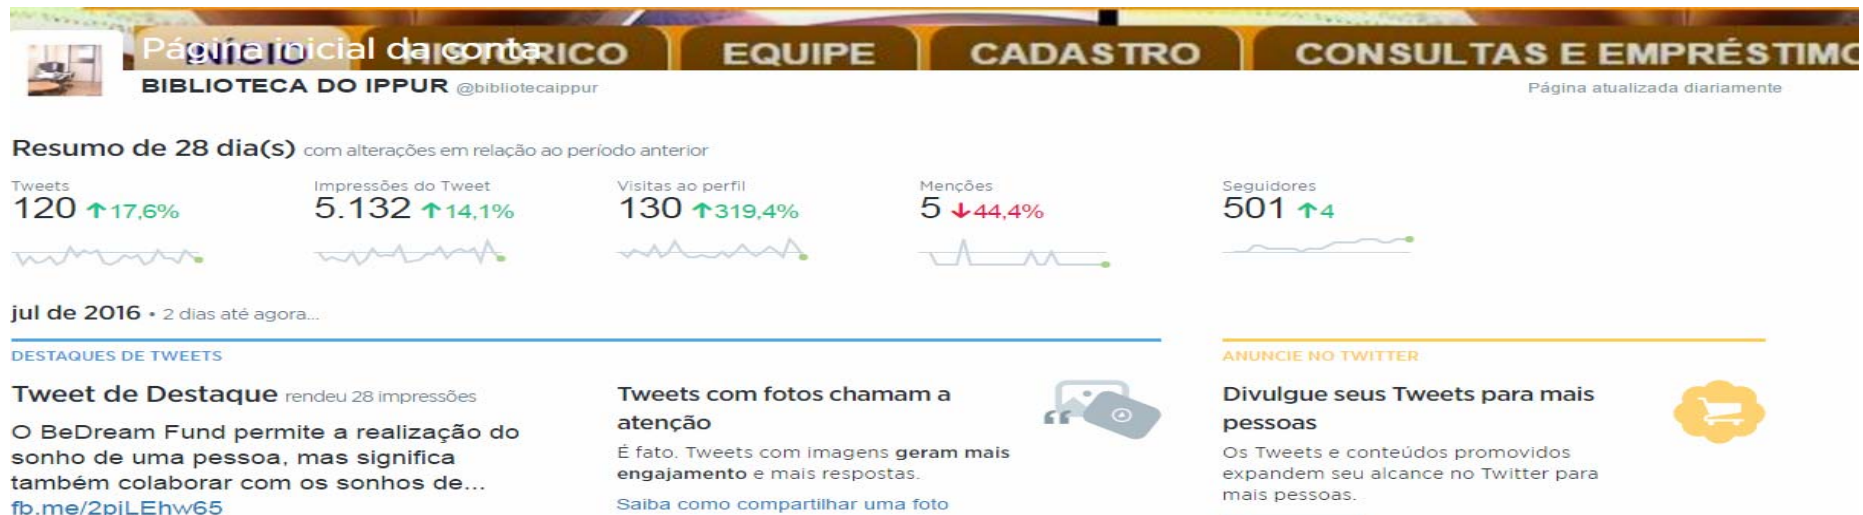 INÍCIO HISTÓRICO EQUIPE CADASTRO CONSULTAS E EMPRÉSTIMO
Página inicial da conta
BIBLIOTECA DO IPPUR @bibliotecaippur
Página atualizada diariamente
Resumo de 28 dia(s) com alterações em relação ao período anterior
Tweets
120 ↑17,6%
Impressões do Tweet
5.132 ↑14,1%
Visitas ao perfil
130 ↑319,4%
Menções
5 ↓44,4%
Seguidores
501 ↑4
jul de 2016 • 2 dias até agora...
DESTAQUES DE TWEETS
Tweet de Destaque rendeu 28 impressões
O BeDream Fund permite a realização do
sonho de uma pessoa, mas significa
também colaborar com os sonhos de...
fb.me/2piLEhw65
Tweets com fotos chamam a
atenção
É fato. Tweets com imagens geram mais
engajamento e mais respostas.
Saiba como compartilhar uma foto
ANUNCIE NO TWITTER
Divulgue seus Tweets para mais
pessoas
Os Tweets e conteúdos promovidos
expandem seu alcance no Twitter para
mais pessoas.